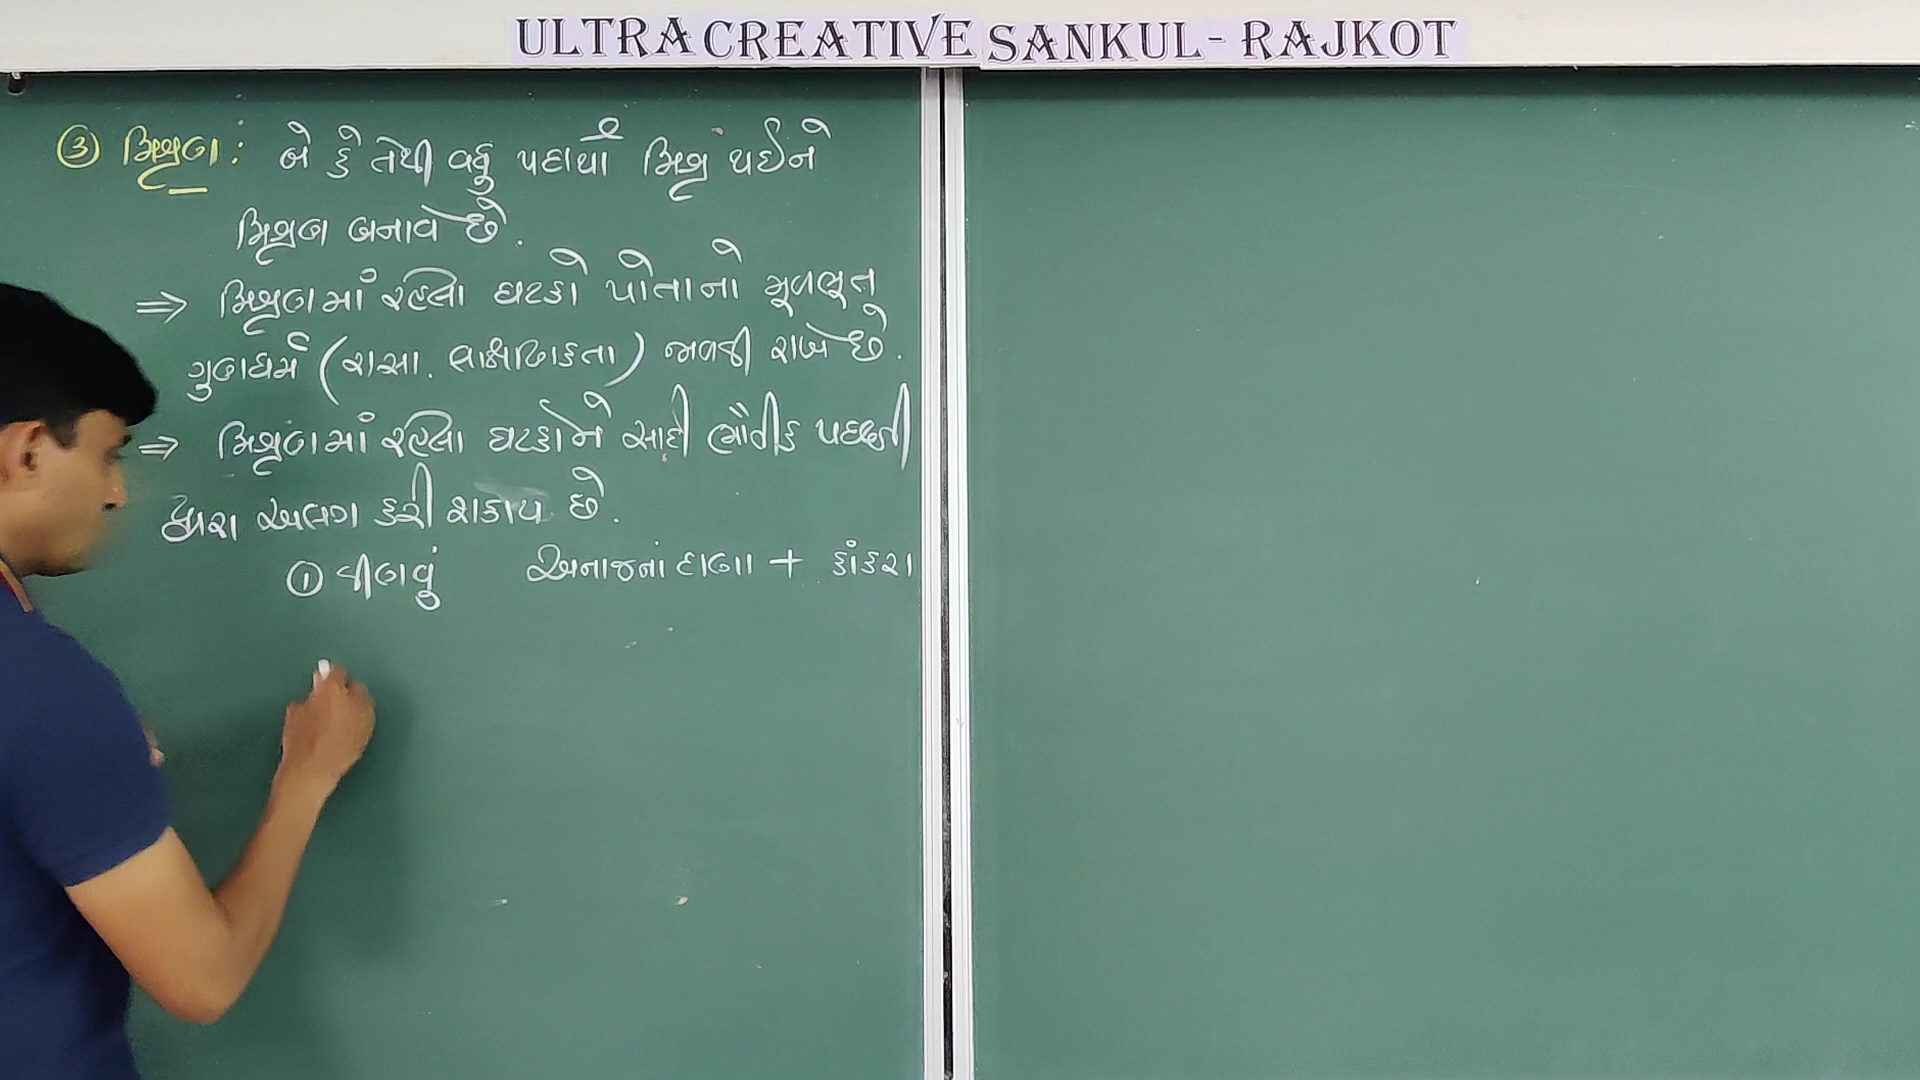 ULTRA CREATIVE SANKUL - RAJKOT
③ મિશ્રણ : બે કે તેથી વધુ પદાર્થો મિશ્ર થઈને
મિશ્રણ બનાવે છે.
⇒ મિશ્રણમાં રહેલા ઘટકો પોતાનો મૂળભૂત
ગુણધર્મ (રાસા. લાક્ષણિકતા) જાળવી રાખે છે.
⇒ મિશ્રણમાં રહેલા ઘટકોને સાદી ભૌતીક પધ્ધતી
દ્વારા અલગ કરી શકાય છે.
① વીણવું અનાજનાં દાણા + કાંકરા